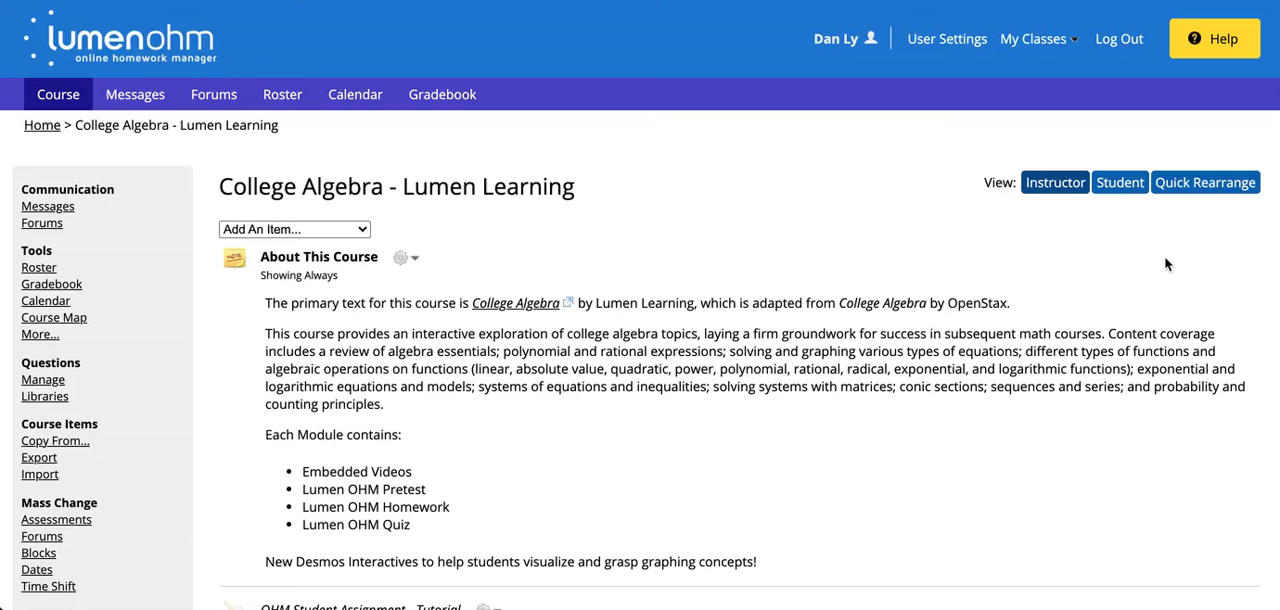 lumenohm
online homework manager
Dan Ly
User Settings
My Classes
Log Out
Help
Course
Messages
Forums
Roster
Calendar
Gradebook
Home > College Algebra - Lumen Learning
Communication
Messages
Forums
Tools
Roster
Gradebook
Calendar
Course Map
More...
Questions
Manage
Libraries
Course Items
Copy From...
Export
Import
Mass Change
Assessments
Forums
Blocks
Dates
Time Shift
College Algebra - Lumen Learning
View: Instructor Student Quick Rearrange
Add An Item...
NOTE
About This Course
Showing Always
The primary text for this course is College Algebra by Lumen Learning, which is adapted from College Algebra by OpenStax.
This course provides an interactive exploration of college algebra topics, laying a firm groundwork for success in subsequent math courses. Content coverage
includes a review of algebra essentials; polynomial and rational expressions; solving and graphing various types of equations; different types of functions and
algebraic operations on functions (linear, absolute value, quadratic, power, polynomial, rational, radical, exponential, and logarithmic functions); exponential and
logarithmic equations and models; systems of equations and inequalities; solving systems with matrices; conic sections; sequences and series; and probability and
counting principles.
Each Module contains:
• Embedded Videos
• Lumen OHM Pretest
• Lumen OHM Homework
• Lumen OHM Quiz
New Desmos Interactives to help students visualize and grasp graphing concepts!
OHM Student Assignment - Tutorial